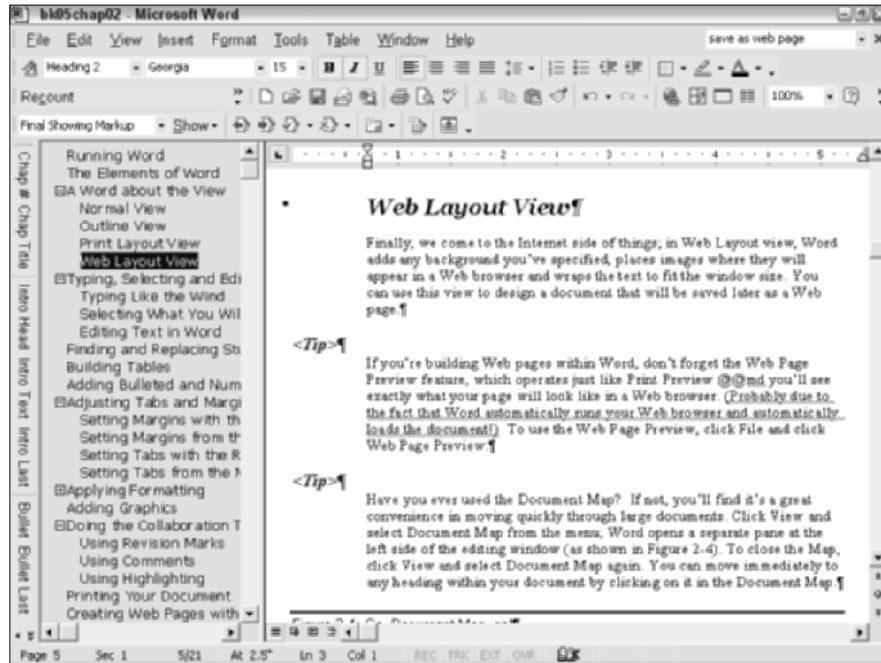 bk05chap02 - Microsoft Word
File Edit View Insert Format Tools Table Window Help
save as web page
Heading 2 Georgia 15 B I U
Recount 100%
Final Showing Markup Show
Running Word
The Elements of Word
A Word about the View
Normal View
Outline View
Print Layout View
Web Layout View
Typing, Selecting and Edi
Typing Like the Wind
Selecting What You Wil
Editing Text in Word
Finding and Replacing Stu
Building Tables
Adding Bulleted and Num
Adjusting Tabs and Margi
Setting Margins with th
Setting Margins from th
Setting Tabs with the R
Setting Tabs from the M
Applying Formatting
Adding Graphics
Doing the Collaboration T
Using Revision Marks
Using Comments
Using Highlighting
Printing Your Document
Creating Web Pages with
Chap # Chap Title Intro Head Intro Text Intro Last Bullet Bullet Last
1 2 3 4 5
Web Layout View¶
Finally, we come to the Internet side of things; in Web Layout view, Word
adds any background you've specified, places images where they will
appear in a Web browser and wraps the text to fit the window size. You
can use this view to design a document that will be saved later as a Web
page.¶
<Tip>¶
If you're building Web pages within Word, don't forget the Web Page
Preview feature, which operates just like Print Preview @@md you'll see
exactly what your page will look like in a Web browser. (Probably due to
the fact that Word automatically runs your Web browser and automatically
loads the document!) To use the Web Page Preview, click File and click
Web Page Preview.¶
<Tip>¶
Have you ever used the Document Map? If not, you'll find it's a great
convenience in moving quickly through large documents. Click View and
select Document Map from the menu; Word opens a separate pane at the
left side of the editing window (as shown in Figure 2-4). To close the Map,
click View and select Document Map again. You can move immediately to
any heading within your document by clicking on it in the Document Map.¶
Page 5 Sec 1 5/21 At 2.5" Ln 3 Col 1 REC TRK EXT OVR